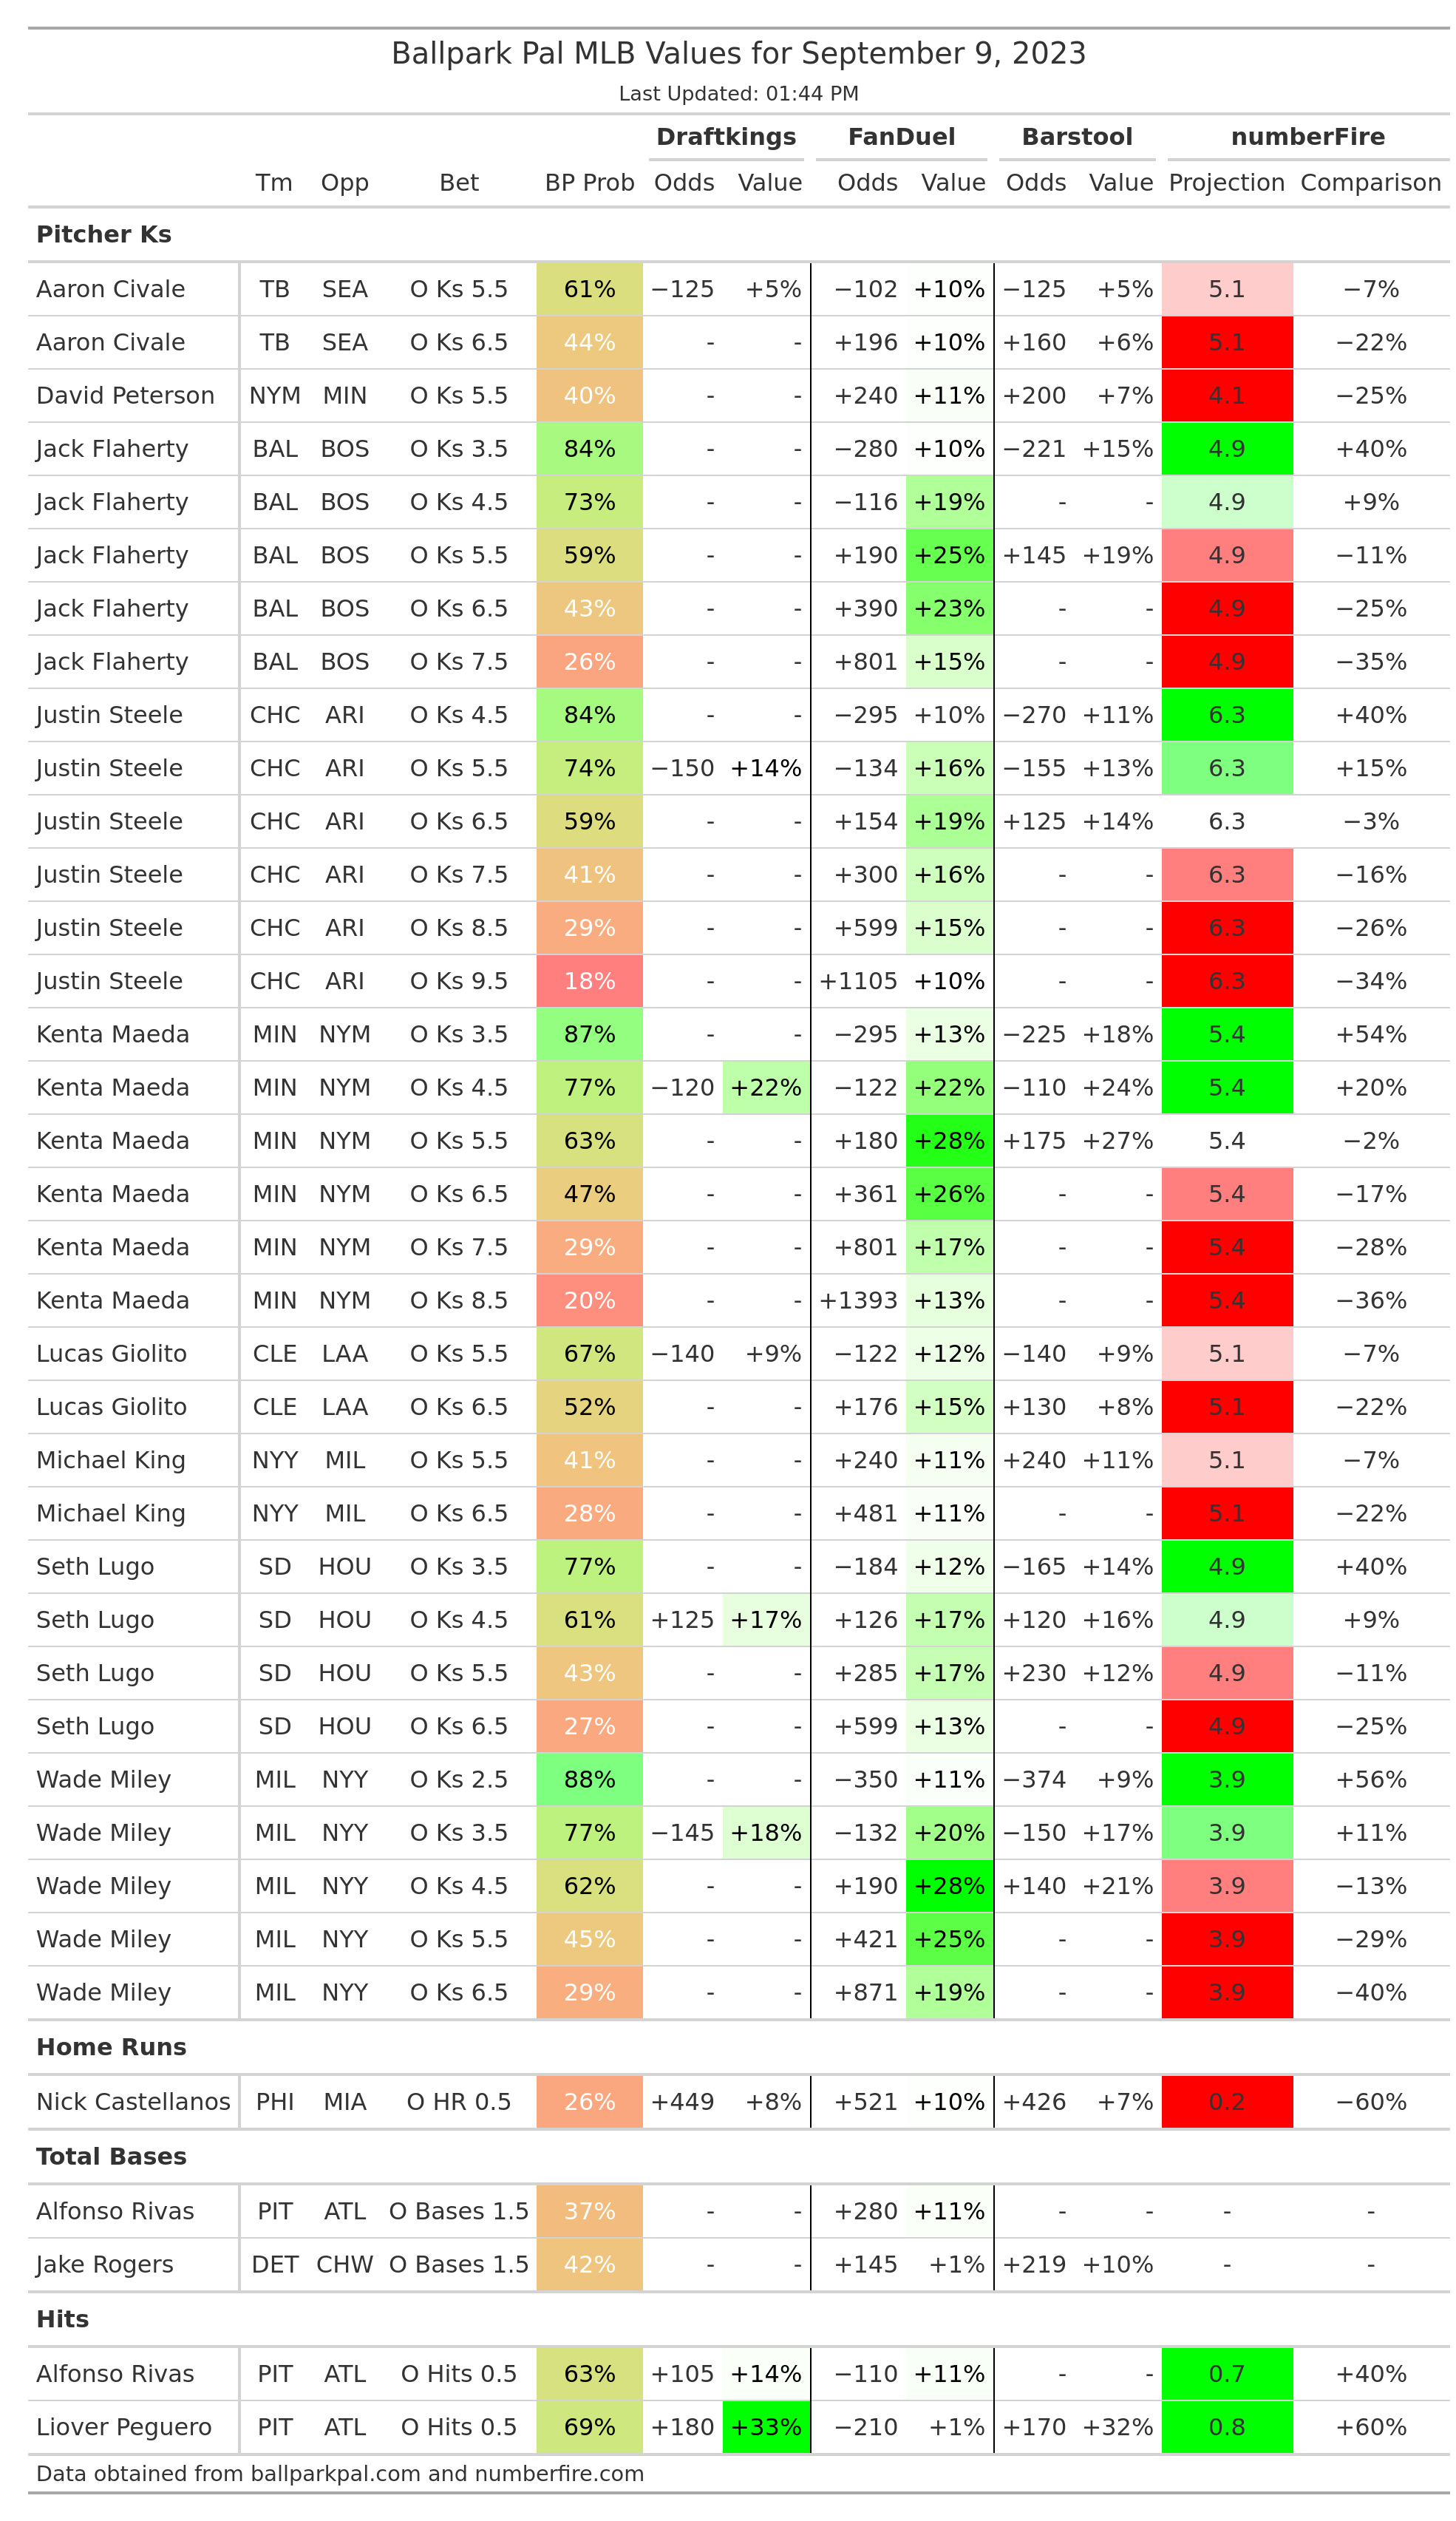 Ballpark Pal MLB Values for September 9, 2023
Last Updated: 01:44 PM
Draftkings FanDuel Barstool numberFire
Tm Opp Bet BP Prob Odds Value Odds Value Odds Value Projection Comparison
Pitcher Ks
Aaron Civale TB SEA O Ks 5.5 61% −125 +5% −102 +10% −125 +5% 5.1 −7%
Aaron Civale TB SEA O Ks 6.5 44% - - +196 +10% +160 +6% 5.1 −22%
David Peterson NYM MIN O Ks 5.5 40% - - +240 +11% +200 +7% 4.1 −25%
Jack Flaherty BAL BOS O Ks 3.5 84% - - −280 +10% −221 +15% 4.9 +40%
Jack Flaherty BAL BOS O Ks 4.5 73% - - −116 +19% - - 4.9 +9%
Jack Flaherty BAL BOS O Ks 5.5 59% - - +190 +25% +145 +19% 4.9 −11%
Jack Flaherty BAL BOS O Ks 6.5 43% - - +390 +23% - - 4.9 −25%
Jack Flaherty BAL BOS O Ks 7.5 26% - - +801 +15% - - 4.9 −35%
Justin Steele CHC ARI O Ks 4.5 84% - - −295 +10% −270 +11% 6.3 +40%
Justin Steele CHC ARI O Ks 5.5 74% −150 +14% −134 +16% −155 +13% 6.3 +15%
Justin Steele CHC ARI O Ks 6.5 59% - - +154 +19% +125 +14% 6.3 −3%
Justin Steele CHC ARI O Ks 7.5 41% - - +300 +16% - - 6.3 −16%
Justin Steele CHC ARI O Ks 8.5 29% - - +599 +15% - - 6.3 −26%
Justin Steele CHC ARI O Ks 9.5 18% - - +1105 +10% - - 6.3 −34%
Kenta Maeda MIN NYM O Ks 3.5 87% - - −295 +13% −225 +18% 5.4 +54%
Kenta Maeda MIN NYM O Ks 4.5 77% −120 +22% −122 +22% −110 +24% 5.4 +20%
Kenta Maeda MIN NYM O Ks 5.5 63% - - +180 +28% +175 +27% 5.4 −2%
Kenta Maeda MIN NYM O Ks 6.5 47% - - +361 +26% - - 5.4 −17%
Kenta Maeda MIN NYM O Ks 7.5 29% - - +801 +17% - - 5.4 −28%
Kenta Maeda MIN NYM O Ks 8.5 20% - - +1393 +13% - - 5.4 −36%
Lucas Giolito CLE LAA O Ks 5.5 67% −140 +9% −122 +12% −140 +9% 5.1 −7%
Lucas Giolito CLE LAA O Ks 6.5 52% - - +176 +15% +130 +8% 5.1 −22%
Michael King NYY MIL O Ks 5.5 41% - - +240 +11% +240 +11% 5.1 −7%
Michael King NYY MIL O Ks 6.5 28% - - +481 +11% - - 5.1 −22%
Seth Lugo SD HOU O Ks 3.5 77% - - −184 +12% −165 +14% 4.9 +40%
Seth Lugo SD HOU O Ks 4.5 61% +125 +17% +126 +17% +120 +16% 4.9 +9%
Seth Lugo SD HOU O Ks 5.5 43% - - +285 +17% +230 +12% 4.9 −11%
Seth Lugo SD HOU O Ks 6.5 27% - - +599 +13% - - 4.9 −25%
Wade Miley MIL NYY O Ks 2.5 88% - - −350 +11% −374 +9% 3.9 +56%
Wade Miley MIL NYY O Ks 3.5 77% −145 +18% −132 +20% −150 +17% 3.9 +11%
Wade Miley MIL NYY O Ks 4.5 62% - - +190 +28% +140 +21% 3.9 −13%
Wade Miley MIL NYY O Ks 5.5 45% - - +421 +25% - - 3.9 −29%
Wade Miley MIL NYY O Ks 6.5 29% - - +871 +19% - - 3.9 −40%
Home Runs
Nick Castellanos PHI MIA O HR 0.5 26% +449 +8% +521 +10% +426 +7% 0.2 −60%
Total Bases
Alfonso Rivas PIT ATL O Bases 1.5 37% - - +280 +11% - - - -
Jake Rogers DET CHW O Bases 1.5 42% - - +145 +1% +219 +10% - -
Hits
Alfonso Rivas PIT ATL O Hits 0.5 63% +105 +14% −110 +11% - - 0.7 +40%
Liover Peguero PIT ATL O Hits 0.5 69% +180 +33% −210 +1% +170 +32% 0.8 +60%
Data obtained from ballparkpal.com and numberfire.com